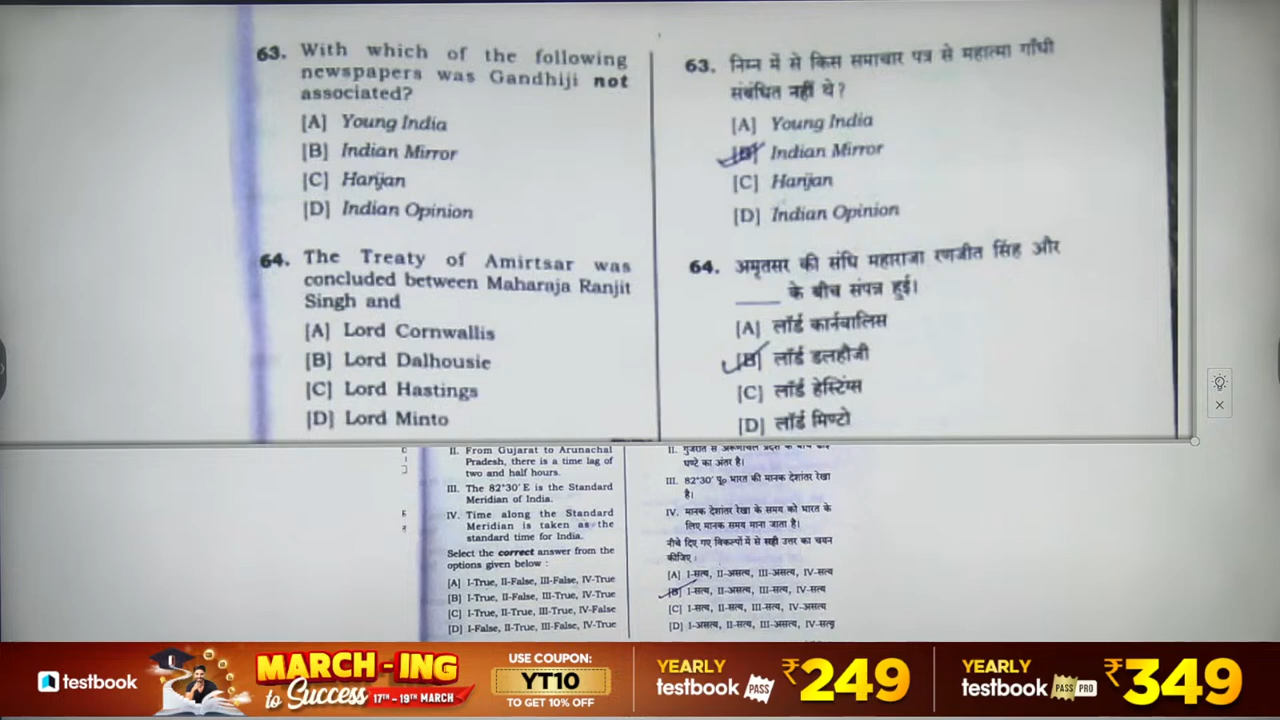 63. With which of the following
newspapers was Gandhiji not
associated?
[A] Young India
[B] Indian Mirror
[C] Harijan
[D] Indian Opinion
64. The Treaty of Amirtsar was
concluded between Maharaja Ranjit
Singh and
[A] Lord Cornwallis
[B] Lord Dalhousie
[C] Lord Hastings
[D] Lord Minto
63. निम्न में से किस समाचार पत्र से महात्मा गाँधी
संबंधित नहीं थे?
[A] Young India
[B] Indian Mirror
[C] Harijan
[D] Indian Opinion
64. अमृतसर की संधि महाराजा रणजीत सिंह और
____ के बीच संपन्न हुई।
[A] लॉर्ड कार्नवालिस
[B] लॉर्ड डलहौजी
[C] लॉर्ड हेस्टिंग्स
[D] लॉर्ड मिण्टो
II. From Gujarat to Arunachal
Pradesh, there is a time lag of
two and half hours.
III. The 82°30' E is the Standard
Meridian of India.
IV. Time along the Standard
Meridian is taken as the
standard time for India.
Select the correct answer from the
options given below :
[A] I-True, II-False, III-False, IV-True
[B] I-True, II-False, III-True, IV-True
[C] I-True, II-True, III-True, IV-False
[D] I-False, II-True, III-False, IV-True
II. गुजरात से अरूणाचल प्रदेश के बीच
घण्टे का अंतर है।
III. 82°30' पू० भारत की मानक देशांतर रेखा
है।
IV. मानक देशांतर रेखा के समय को भारत के
लिए मानक समय माना जाता है।
नीचे दिए गए विकल्पों में से सही उत्तर का चयन
कीजिए :
[A] I-सत्य, II-असत्य, III-असत्य, IV-सत्य
[B] I-सत्य, II-असत्य, III-सत्य, IV-सत्य
[C] I-सत्य, II-सत्य, III-सत्य, IV-असत्य
[D] I-असत्य, II-सत्य, III-असत्य, IV-सत्य
testbook
MARCH-ING
to Success
17TH - 19TH MARCH
USE COUPON:
YT10
TO GET 10% OFF
YEARLY
testbook PASS
₹249
YEARLY
testbook PASS PRO
₹349